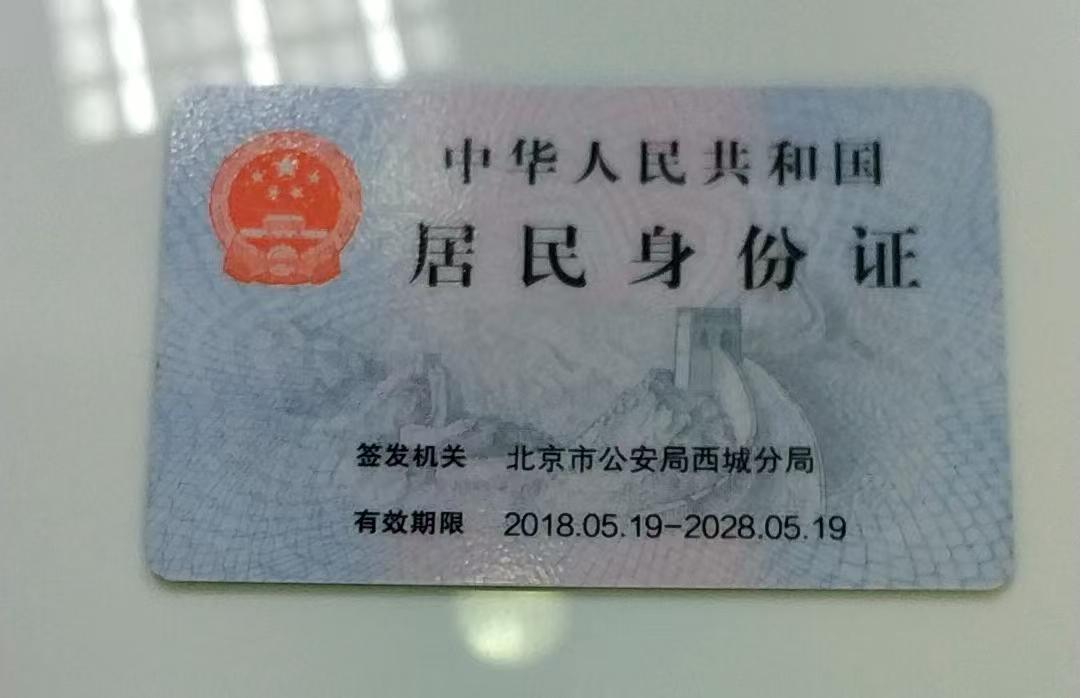 中华人民共和国
居民身份证
签发机关 北京市公安局西城分局
有效期限 2018.05.19-2028.05.19